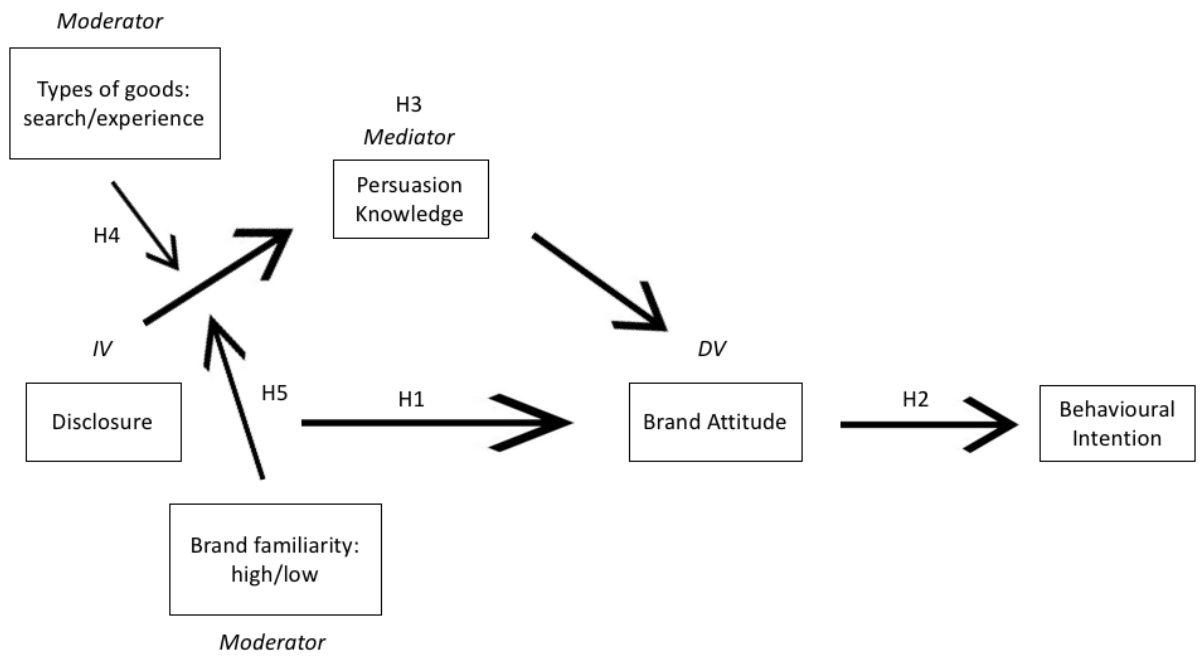 Moderator
Types of goods:
search/experience
H3
Mediator
Persuasion
Knowledge
H4
IV
DV
Disclosure
H5
H1
Brand Attitude
H2
Behavioural
Intention
Brand familiarity:
high/low
Moderator